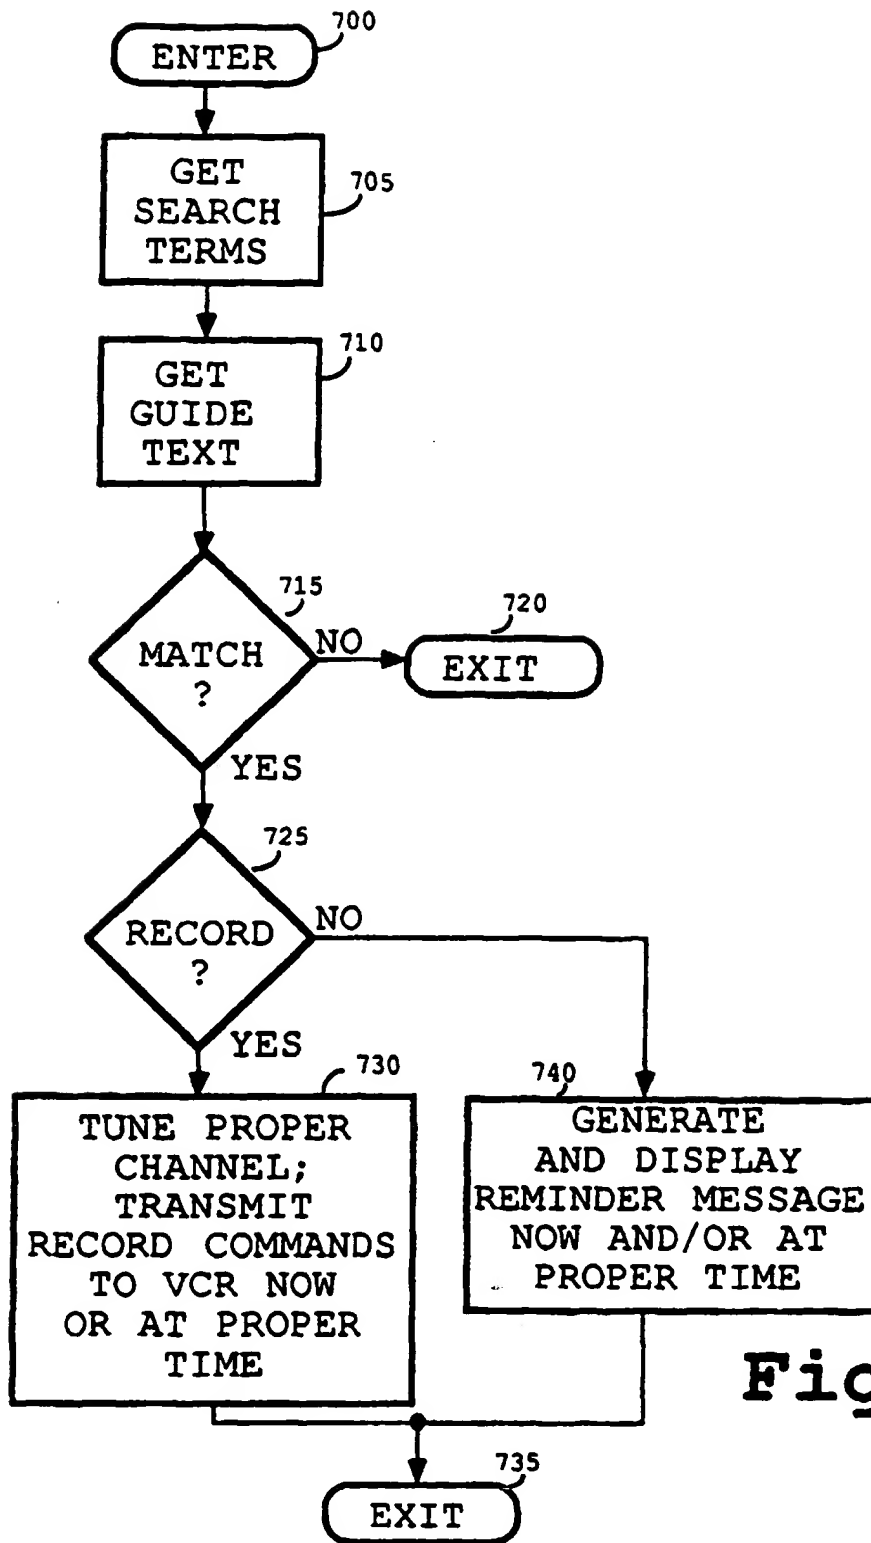 700
ENTER
GET
SEARCH
TERMS
705
GET
GUIDE
TEXT
710
715
MATCH
?
NO
720
EXIT
YES
725
RECORD
?
NO
YES
730
TUNE PROPER
CHANNEL;
TRANSMIT
RECORD COMMANDS
TO VCR NOW
OR AT PROPER
TIME
740
GENERATE
AND DISPLAY
REMINDER MESSAGE
NOW AND/OR AT
PROPER TIME
Fig
735
EXIT